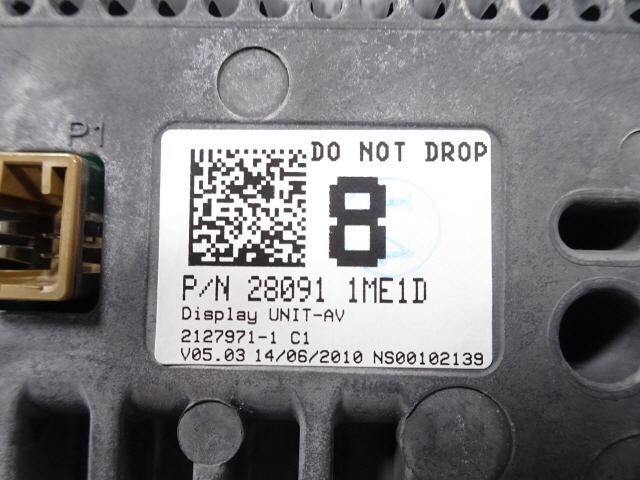 P1
DO NOT DROP
8
P/N 28091 1ME1D
Display UNIT-AV
2127971-1 C1
V05.03 14/06/2010 NS00102139